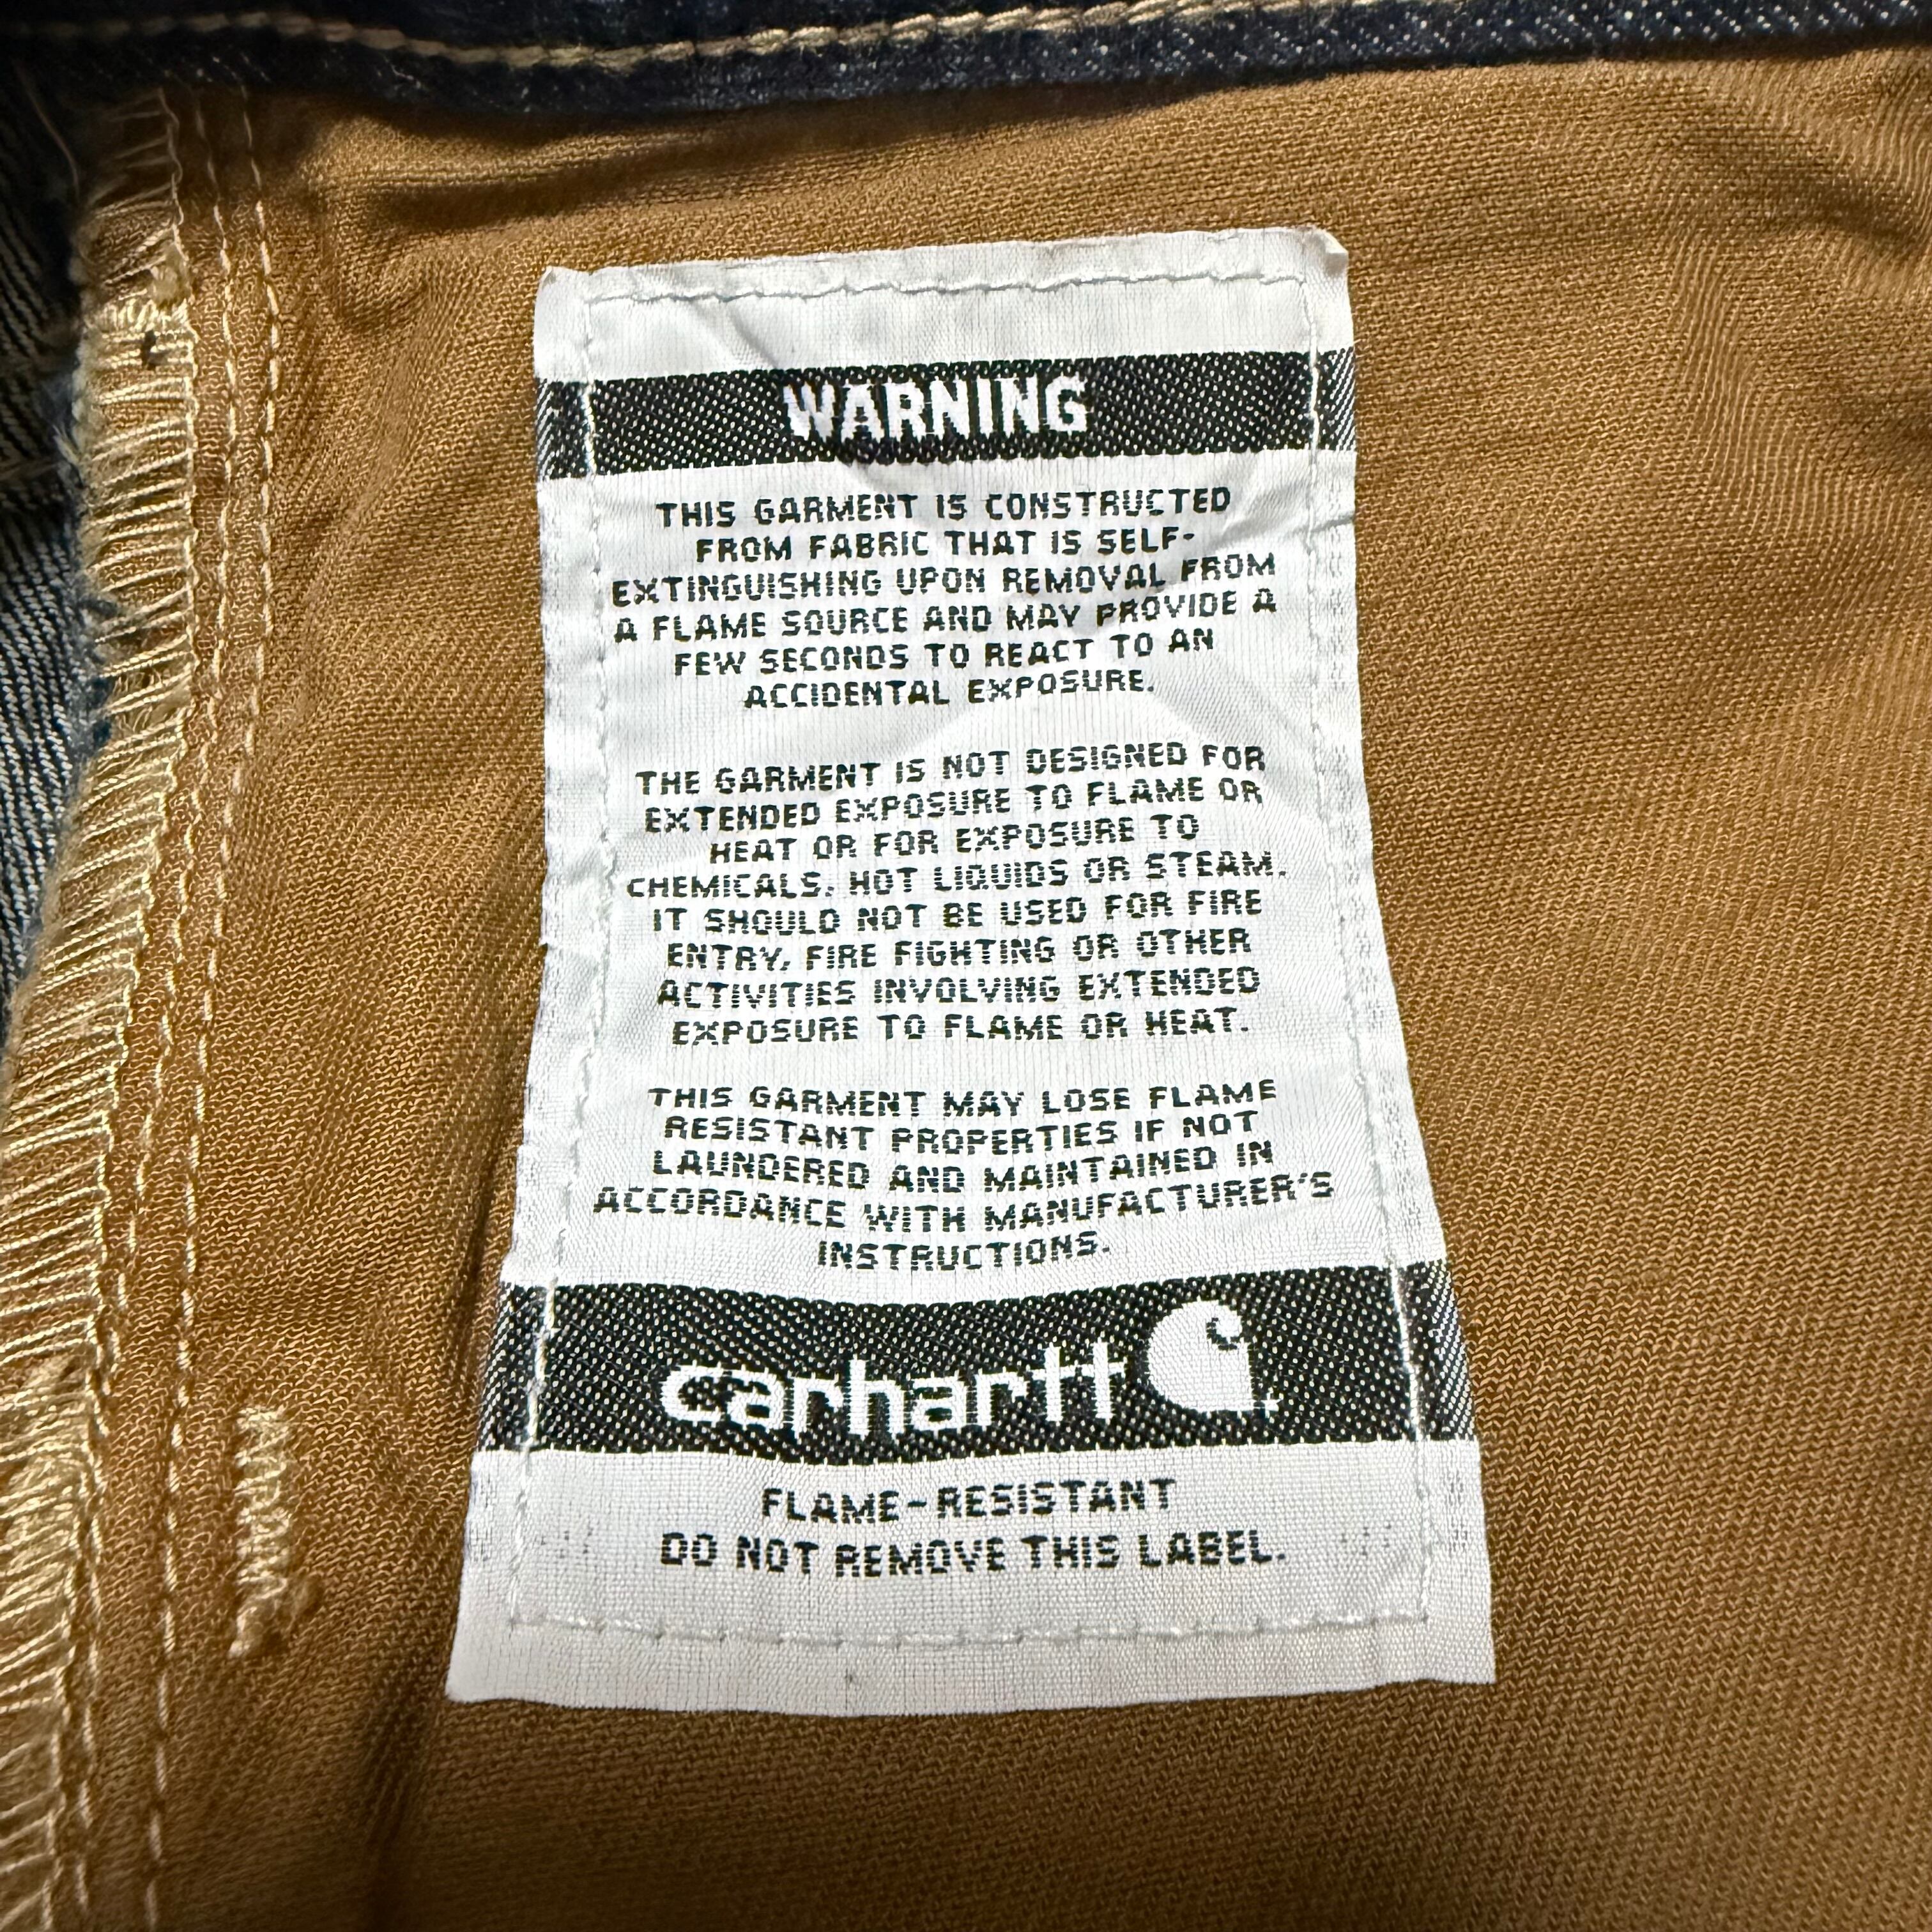 WARNING
THIS GARMENT IS CONSTRUCTED
FROM FABRIC THAT IS SELF-
EXTINGUISHING UPON REMOVAL FROM
A FLAME SOURCE AND MAY PROVIDE A
FEW SECONDS TO REACT TO AN
ACCIDENTAL EXPOSURE.
THE GARMENT IS NOT DESIGNED FOR
EXTENDED EXPOSURE TO FLAME OR
HEAT OR FOR EXPOSURE TO
CHEMICALS, HOT LIQUIDS OR STEAM.
IT SHOULD NOT BE USED FOR FIRE
ENTRY, FIRE FIGHTING OR OTHER
ACTIVITIES INVOLVING EXTENDED
EXPOSURE TO FLAME OR HEAT.
THIS GARMENT MAY LOSE FLAME
RESISTANT PROPERTIES IF NOT
LAUNDERED AND MAINTAINED IN
ACCORDANCE WITH MANUFACTURER'S
INSTRUCTIONS.
carhartt
FLAME-RESISTANT
DO NOT REMOVE THIS LABEL.